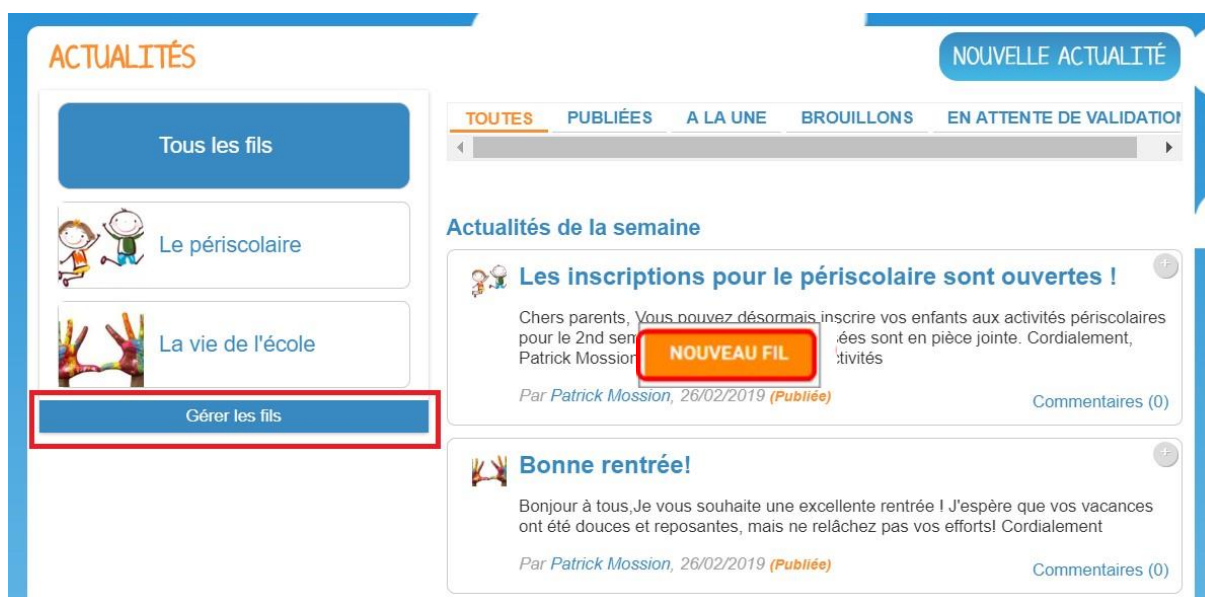 ACTUALITÉS
NOUVELLE ACTUALITÉ
Tous les fils
Le périscolaire
La vie de l'école
Gérer les fils
TOUTES PUBLIÉES A LA UNE BROUILLONS EN ATTENTE DE VALIDATION
Actualités de la semaine
Les inscriptions pour le périscolaire sont ouvertes !
Chers parents, Vous pouvez désormais inscrire vos enfants aux activités périscolaires
pour le 2nd sem ées sont en pièce jointe. Cordialement,
Patrick Mossion tivités
NOUVEAU FIL
Par Patrick Mossion, 26/02/2019 (Publiée)
Commentaires (0)
Bonne rentrée!
Bonjour à tous,Je vous souhaite une excellente rentrée ! J'espère que vos vacances
ont été douces et reposantes, mais ne relâchez pas vos efforts! Cordialement
Par Patrick Mossion, 26/02/2019 (Publiée)
Commentaires (0)